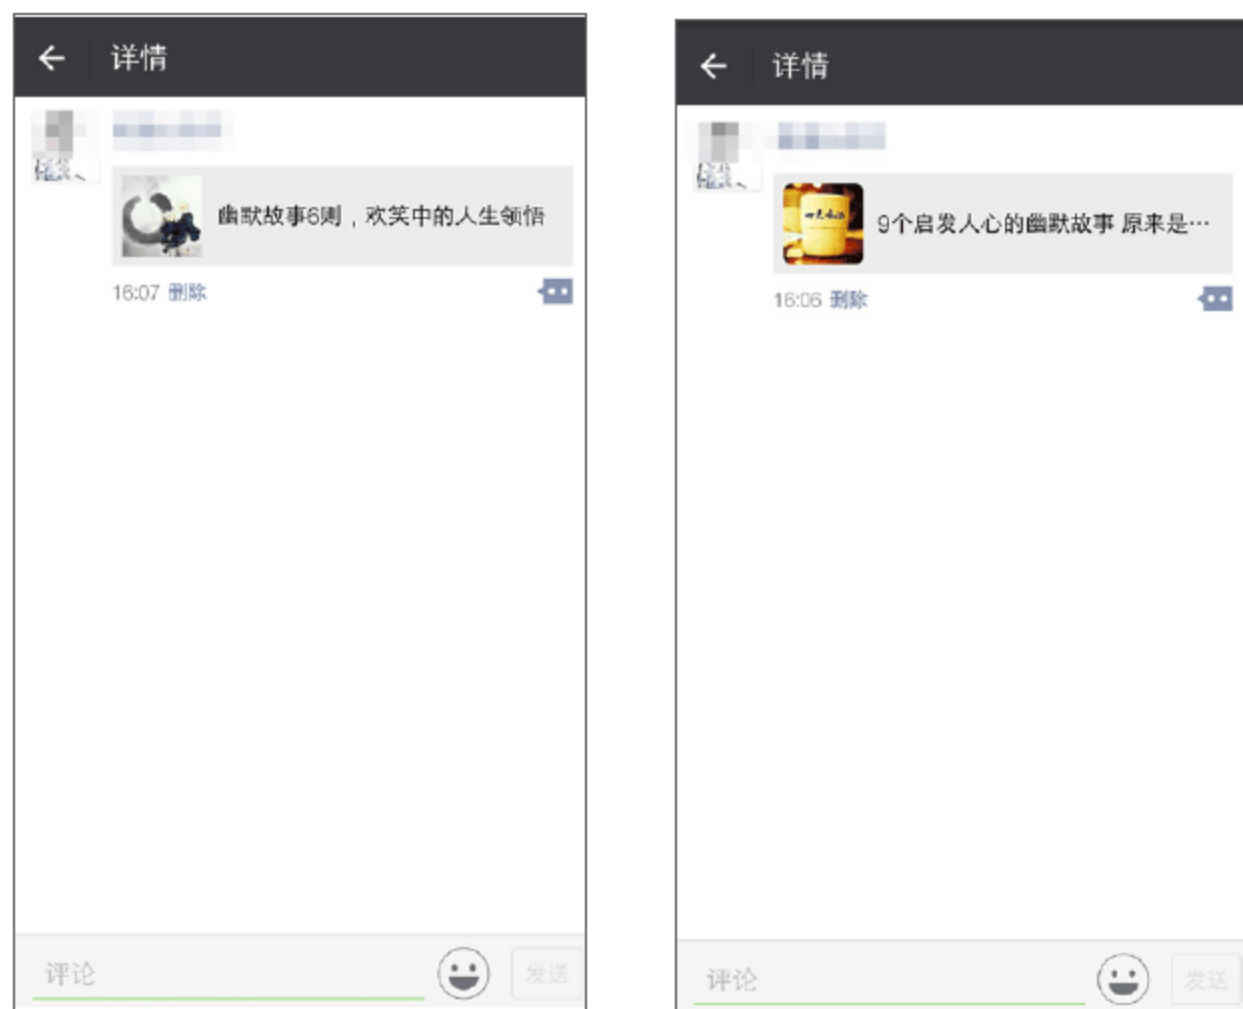 详情
幽默故事6则，欢笑中的人生领悟
16:07 删除
评论
发送
详情
9个启发人心的幽默故事 原来是…
16:06 删除
评论
发送